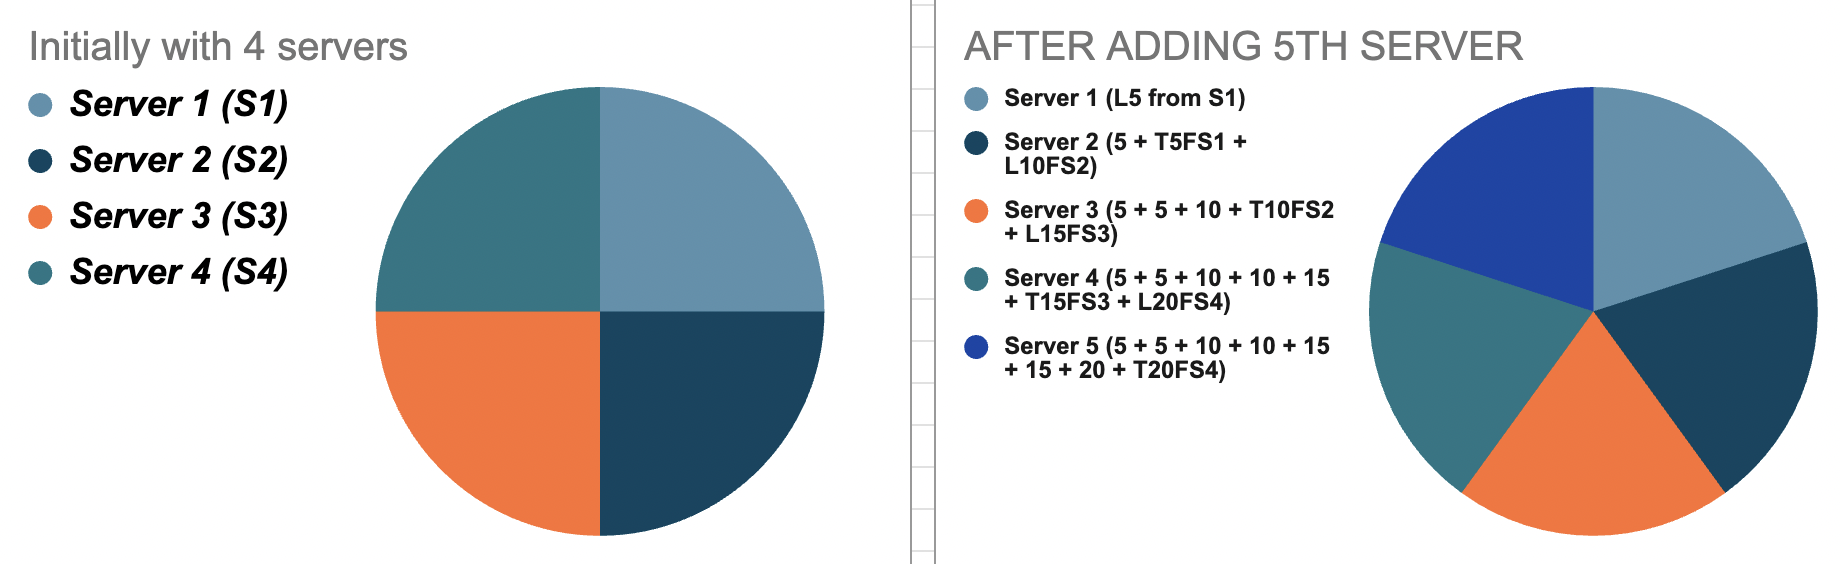 Initially with 4 servers
Server 1 (S1)
Server 2 (S2)
Server 3 (S3)
Server 4 (S4)
AFTER ADDING 5TH SERVER
Server 1 (L5 from S1)
Server 2 (5 + T5FS1 +
L10FS2)
Server 3 (5 + 5 + 10 + T10FS2
+ L15FS3)
Server 4 (5 + 5 + 10 + 10 + 15
+ T15FS3 + L20FS4)
Server 5 (5 + 5 + 10 + 10 + 15
+ 15 + 20 + T20FS4)